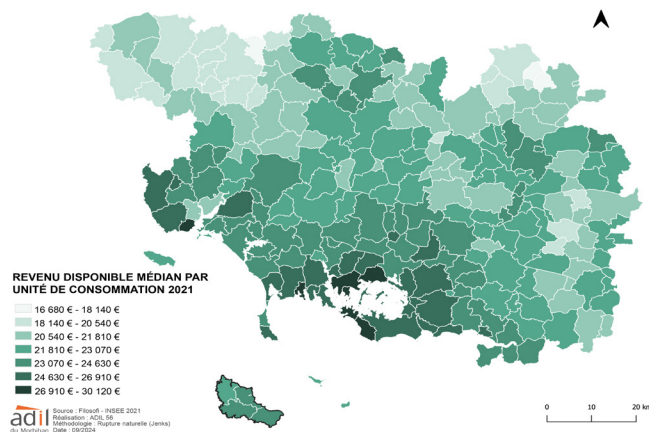 REVENU DISPONIBLE MÉDIAN PAR
UNITÉ DE CONSOMMATION 2021
16 680 € - 18 140 €
18 140 € - 20 540 €
20 540 € - 21 810 €
21 810 € - 23 070 €
23 070 € - 24 630 €
24 630 € - 26 910 €
26 910 € - 30 120 €
adil
du Morbihan
Source : Filosofi - INSEE 2021
Réalisation : ADIL 56
Méthodologie : Rupture naturelle (Jenks)
Date : 09/2024
0 10 20 km